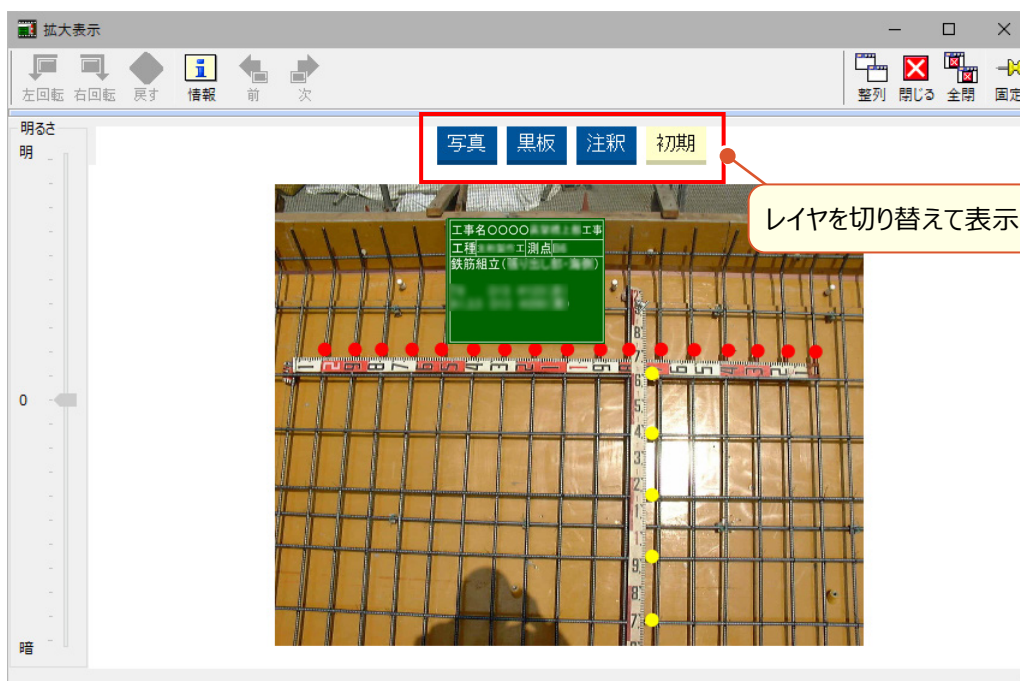 拡大表示
左回転 右回転 戻す 情報 前 次 整列 閉じる 全閉 固定
明るさ
明
0
暗
写真 黒板 注釈 初期
レイヤを切り替えて表示
工事名〇〇〇〇 工事
工種 工 測点
鉄筋組立(